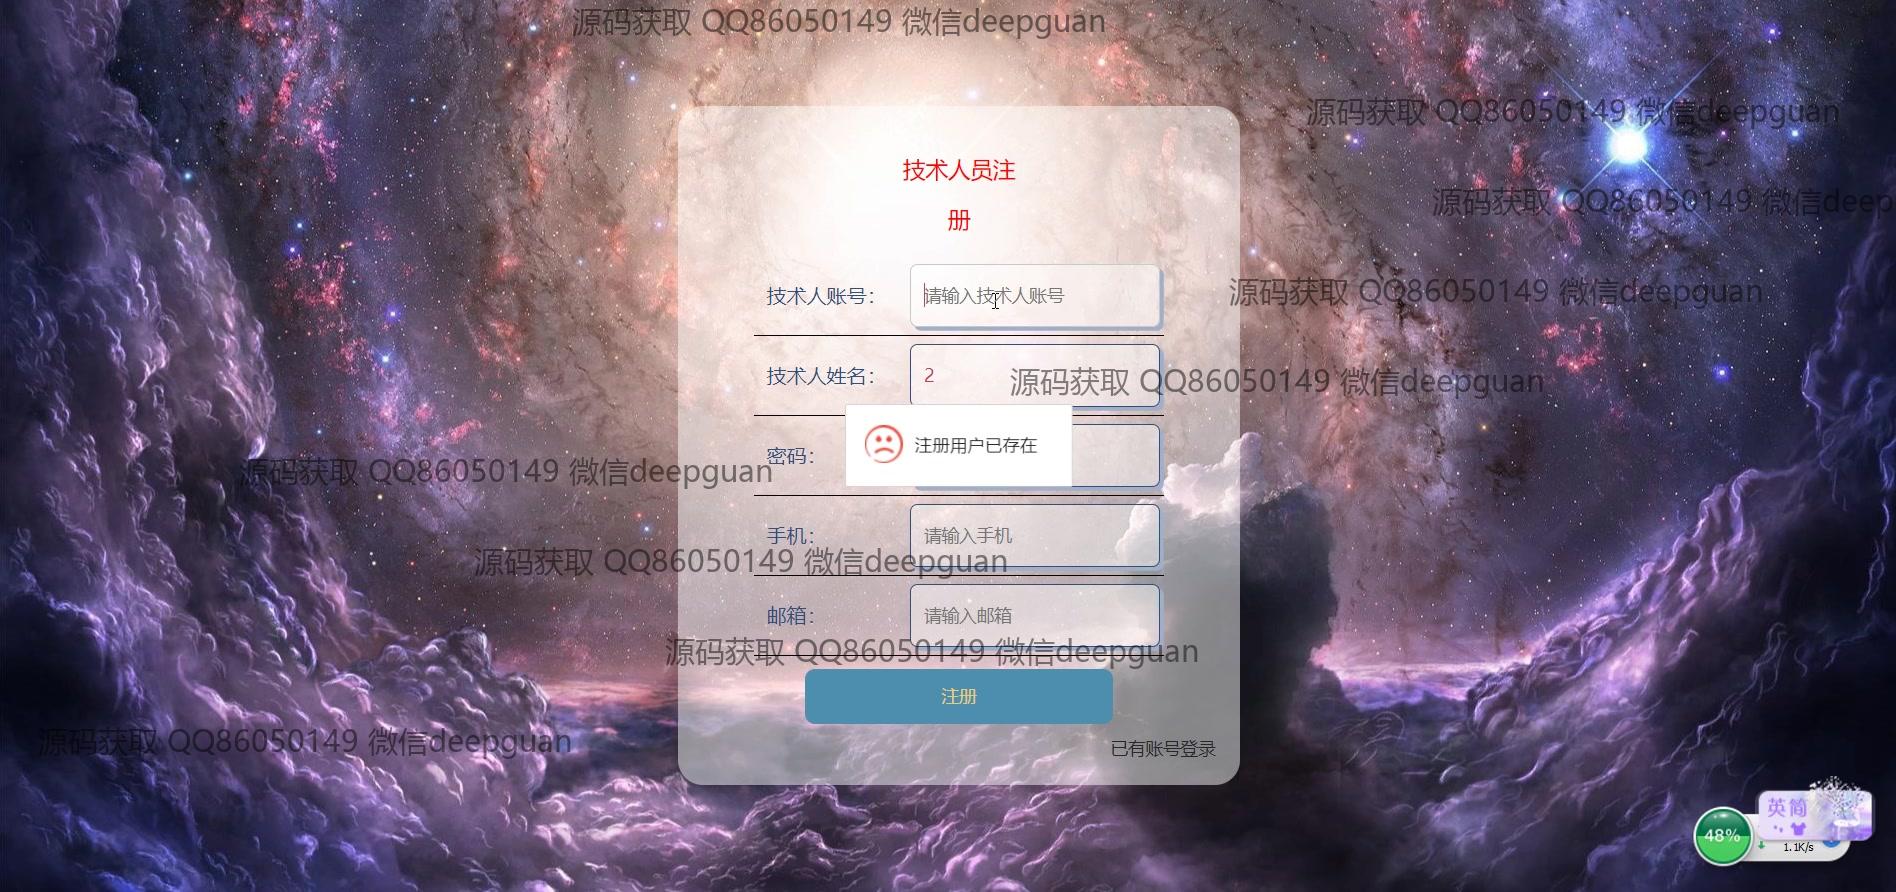 源码获取 QQ86050149 微信deepguan
源码获取 QQ86050149 微信deepguan
技术人员注
册
源码获取 QQ86050149 微信deep
源码获取 QQ86050149 微信deepguan
技术人账号：
请输入技术人账号
技术人姓名：
2
源码获取 QQ86050149 微信deepguan
注册用户已存在
密码：
源码获取 QQ86050149 微信deepguan
手机：
请输入手机
源码获取 QQ86050149 微信deepguan
邮箱：
请输入邮箱
源码获取 QQ86050149 微信deepguan
注册
源码获取 QQ86050149 微信deepguan
已有账号登录
英简
48%
1.1K/s